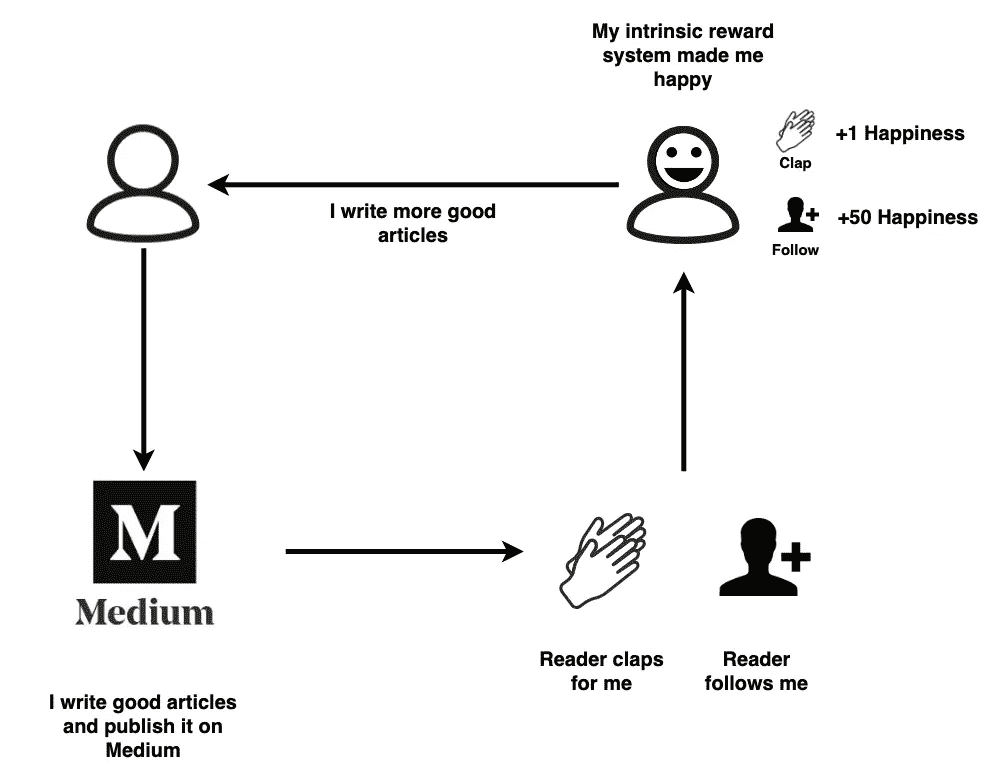 My intrinsic reward
system made me
happy
+1 Happiness
Clap
+50 Happiness
Follow
I write more good
articles
M
Medium
I write good articles
and publish it on
Medium
Reader claps
for me
Reader
follows me